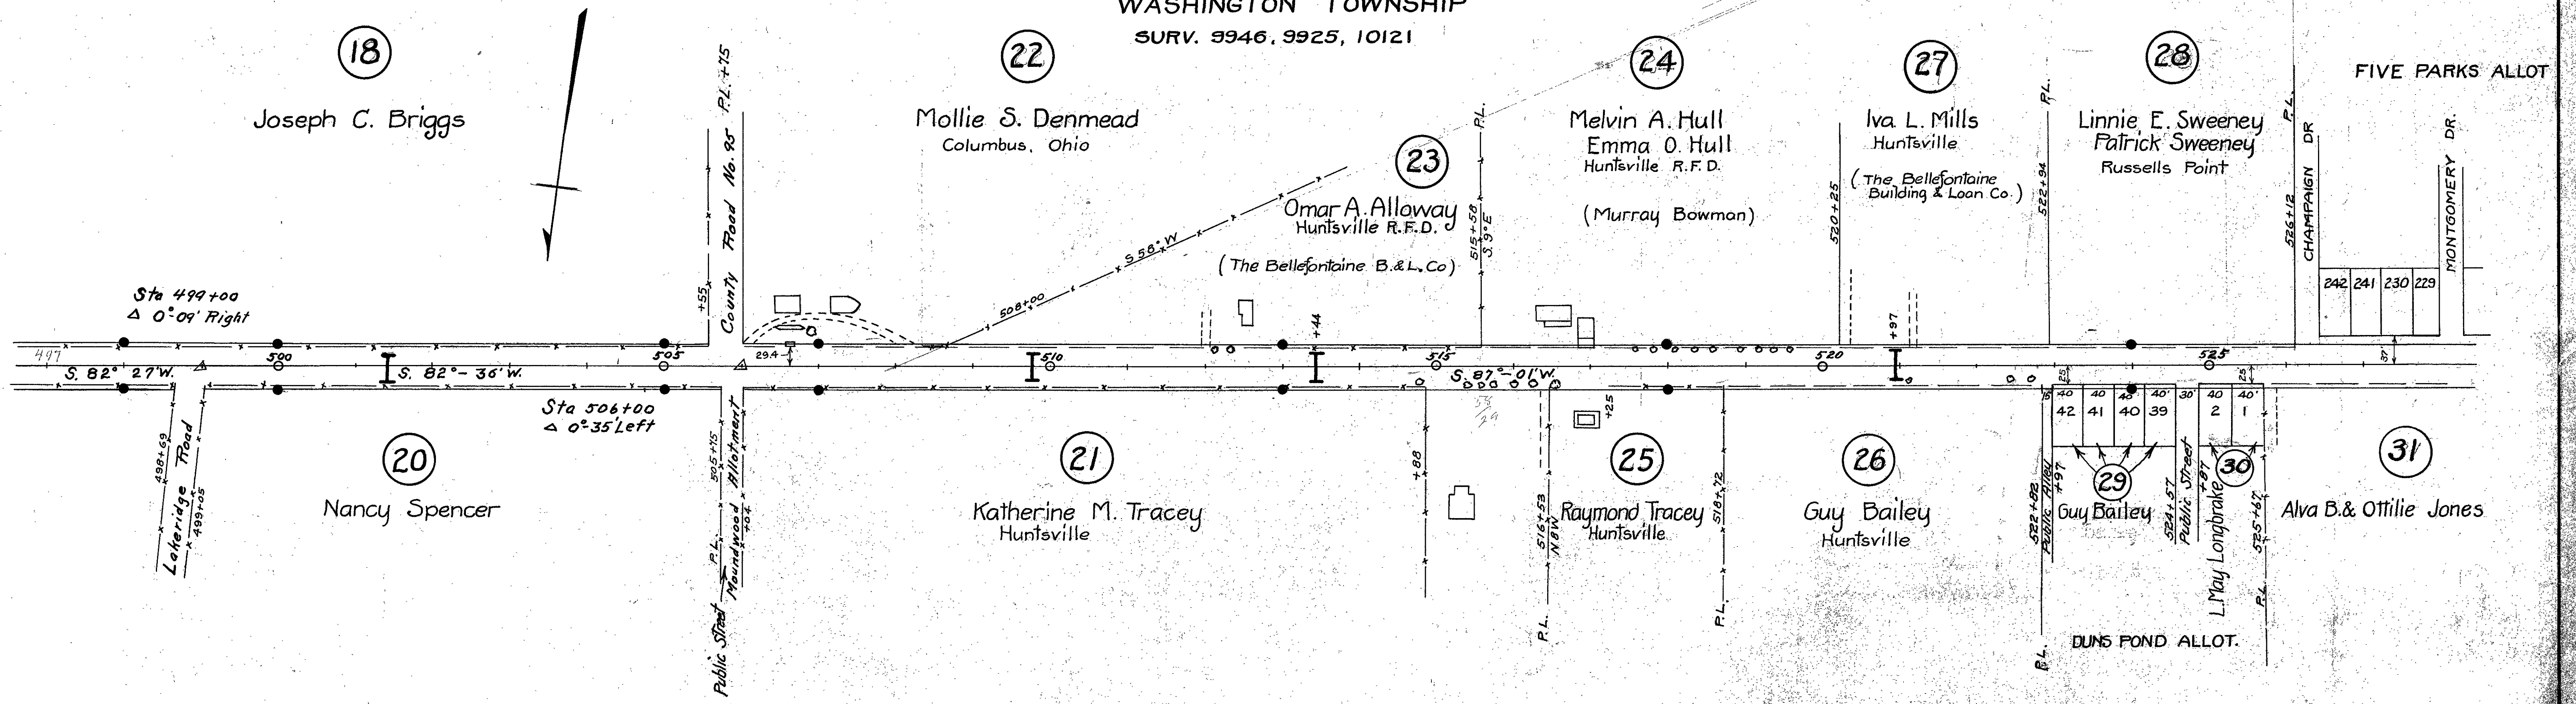 WASHINGTON TOWNSHIP
SURV. 9946, 9925, 10121
18
Joseph C. Briggs
P.L. +75
County Road No. 95
+55
22
Mollie S. Denmead
Columbus, Ohio
23
Omar A. Alloway
Huntsville R.F.D.
(The Bellefontaine B.& L. Co)
S 58° W
508+00
P.L.
515+58
S 9° E
24
Melvin A. Hull
Emma O. Hull
Huntsville R.F.D.
(Murray Bowman)
520+25
27
Iva L. Mills
Huntsville
(The Bellefontaine
Building & Loan Co.)
P.L.
522+94
28
Linnie E. Sweeney
Patrick Sweeney
Russells Point
P.L.
526+12
CHAMPAIGN DR
FIVE PARKS ALLOT
MONTGOMERY DR.
242 241 230 229
Sta 499+00
Δ 0°-09' Right
29.4
+44
+97
37
497 500 505 510 515 520 525
S. 82° 27' W.
S. 82°- 36' W.
S. 87°-01' W.
Sta 506+00
Δ 0°-35' Left
498+69
Lakeridge Road
499+05
20
Nancy Spencer
P.L. 505+75
Public Street
Moundwood Allotment
+04
21
Katherine M. Tracey
Huntsville
+88
516+53
N 8 W
P.L.
+25
25
Raymond Tracey
Huntsville
518+72
P.L.
26
Guy Bailey
Huntsville
522+82
Public Alley
+97
P.L.
25
15 40 40 40 40' 30' 40 40'
42 41 40 39 2 1
25
29
Guy Bailey
524+57
Public Street
+87
30
L. May Longbrake
525+67
P.L.
DUNS POND ALLOT.
31
Alva B. & Ottilie Jones